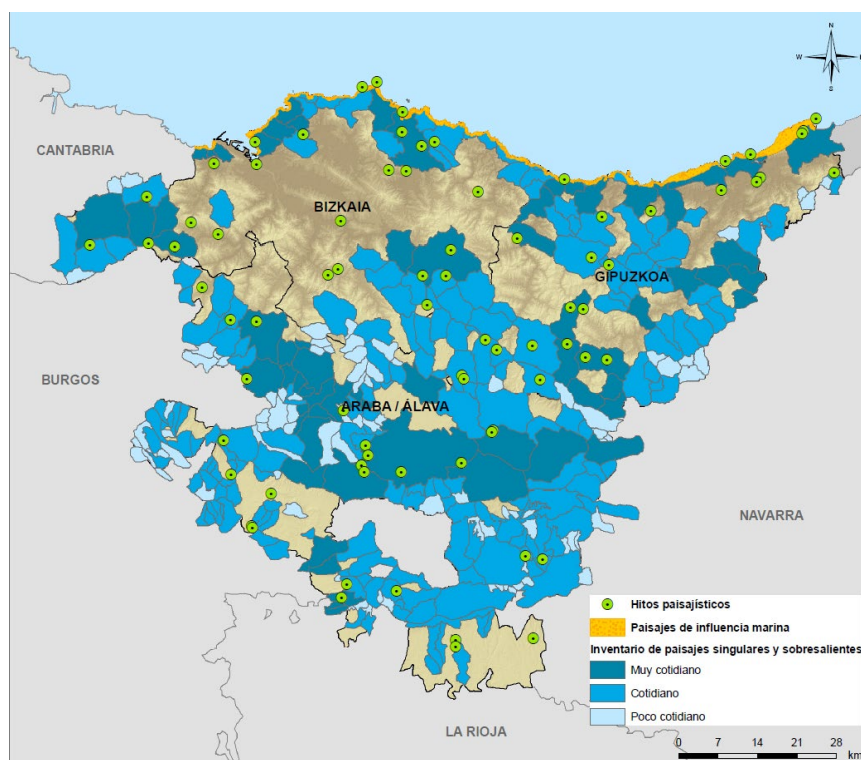 N
W
S
CANTABRIA
BIZKAIA
GIPUZKOA
BURGOS
ARABA / ÁLAVA
NAVARRA
LA RIOJA
Hitos paisajísticos
Paisajes de influencia marina
Inventario de paisajes singulares y sobresalientes
Muy cotidiano
Cotidiano
Poco cotidiano
0 7 14 21 28
km